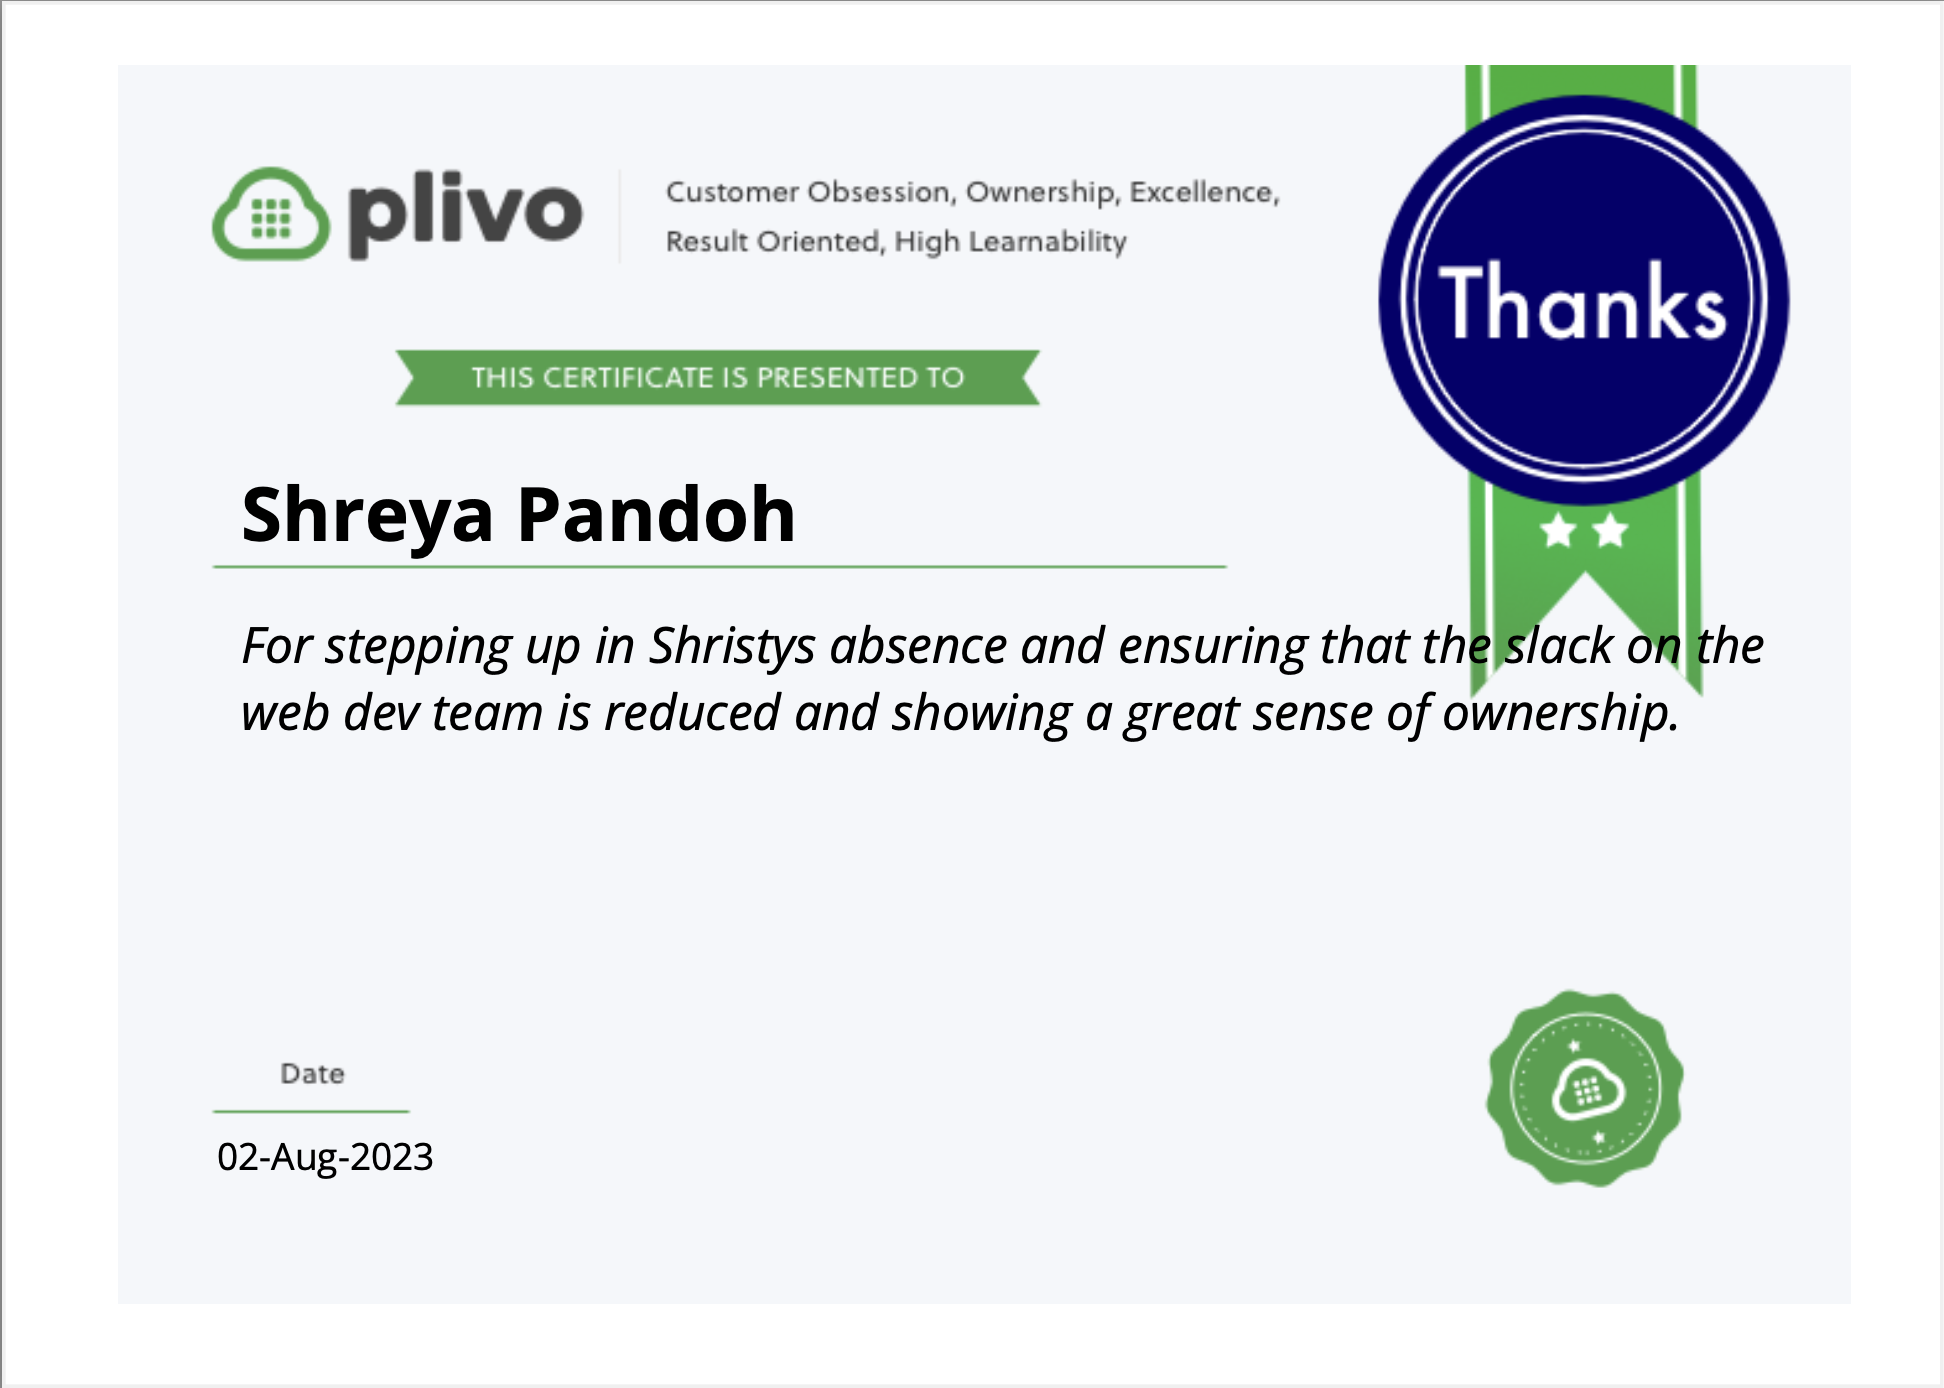 plivo
Customer Obsession, Ownership, Excellence,
Result Oriented, High Learnability
Thanks
THIS CERTIFICATE IS PRESENTED TO
Shreya Pandoh
For stepping up in Shristys absence and ensuring that the slack on the
web dev team is reduced and showing a great sense of ownership.
Date
02-Aug-2023